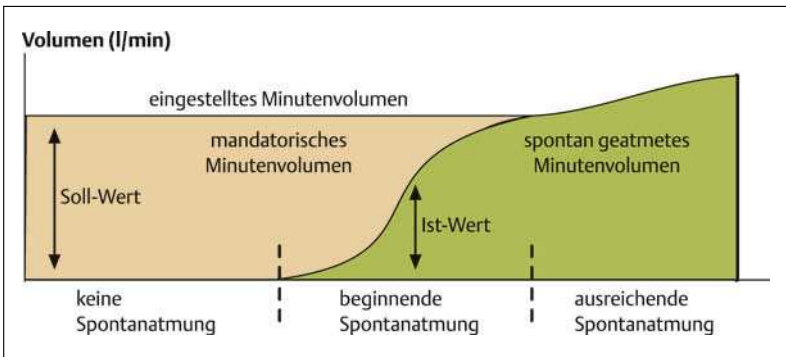 Volumen (l/min)
eingestelltes Minutenvolumen
mandatorisches
Minutenvolumen
spontan geatmetes
Minutenvolumen
Soll-Wert
Ist-Wert
keine
Spontanatmung
beginnende
Spontanatmung
ausreichende
Spontanatmung